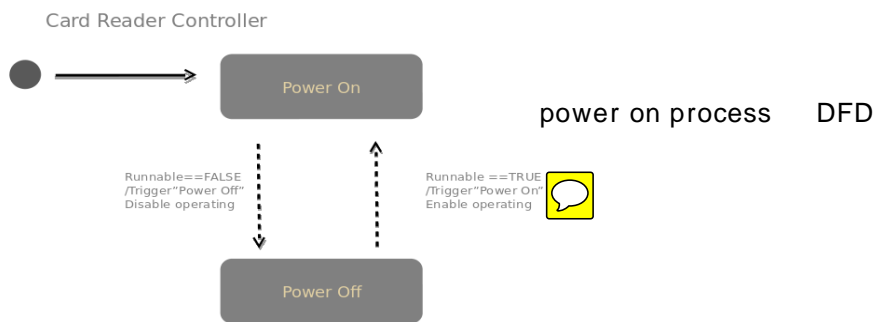 Card Reader Controller
Power On
power on process DFD
Runnable==FALSE
/Trigger"Power Off"
Disable operating
Runnable ==TRUE
/Trigger"Power On"
Enable operating
Power Off